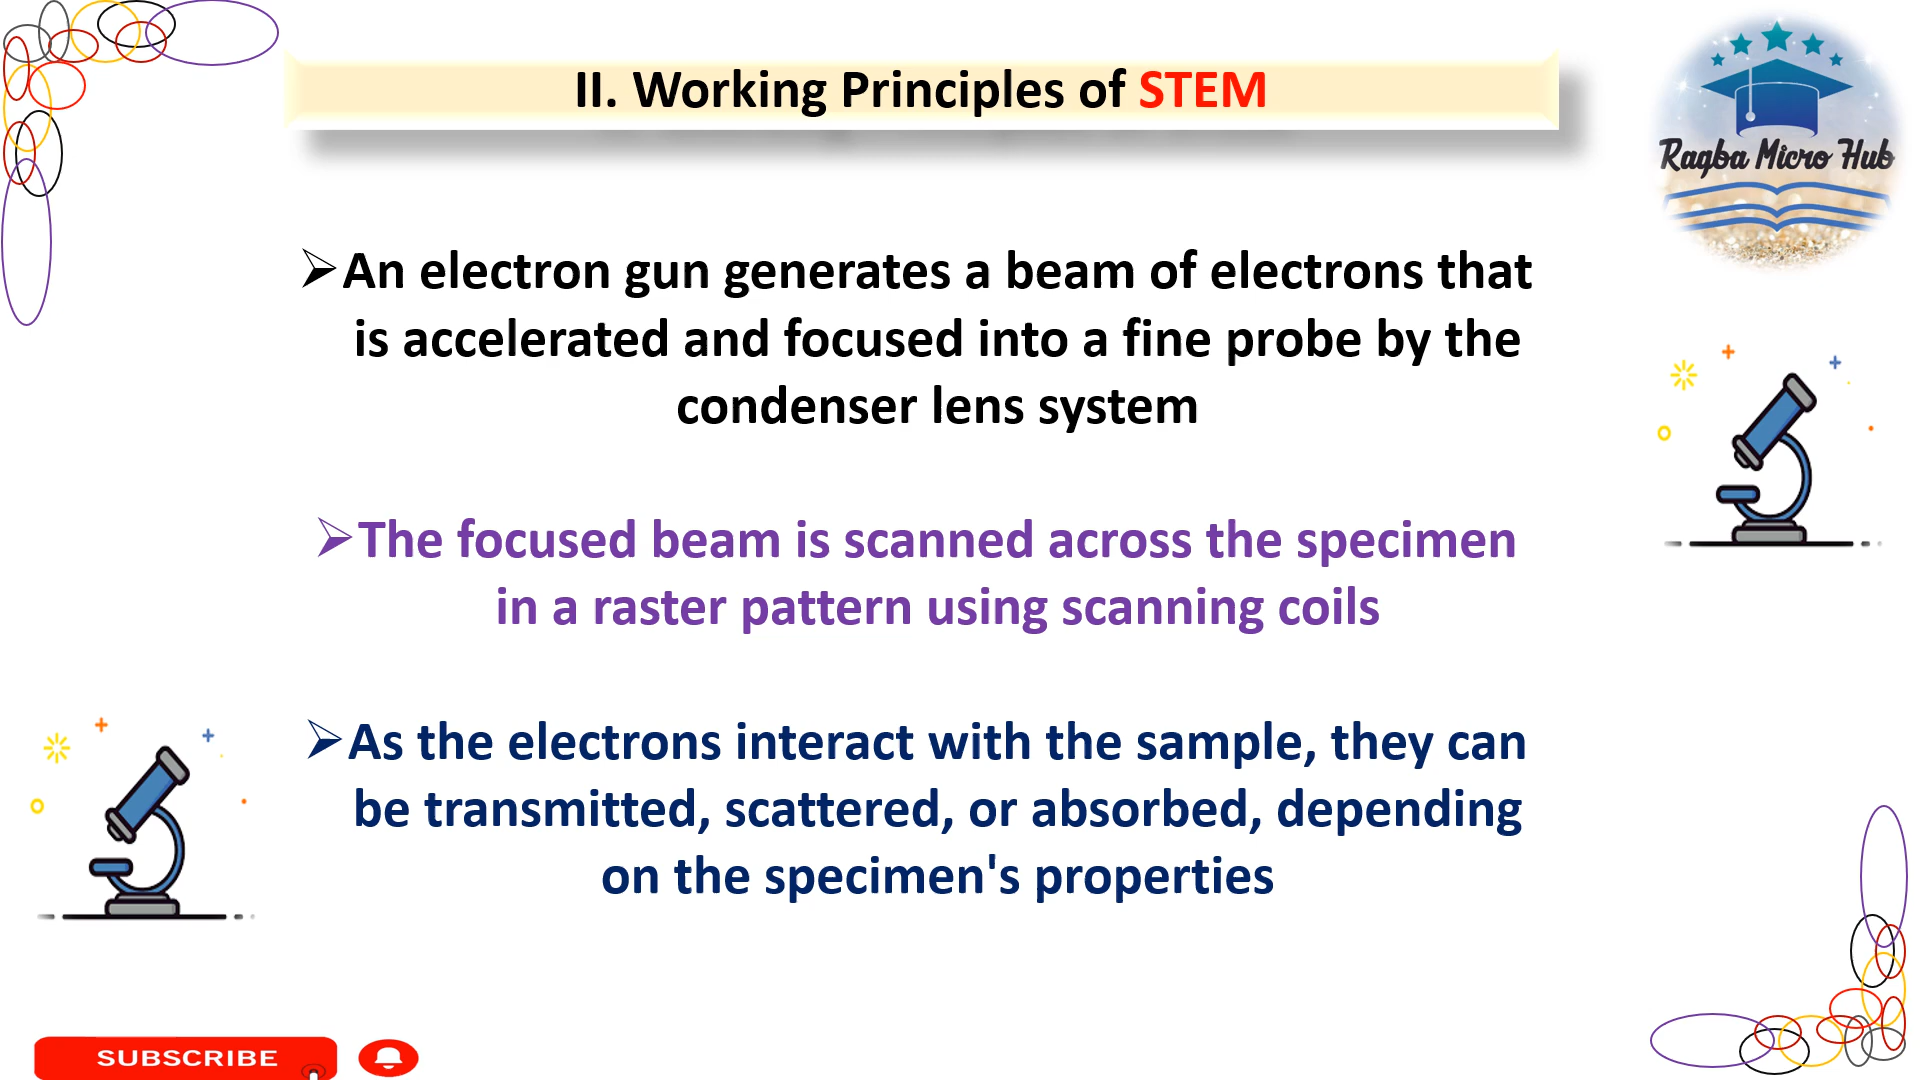 II. Working Principles of STEM
Ragba Micro Hub
➢An electron gun generates a beam of electrons that
is accelerated and focused into a fine probe by the
condenser lens system
➢The focused beam is scanned across the specimen
in a raster pattern using scanning coils
➢As the electrons interact with the sample, they can
be transmitted, scattered, or absorbed, depending
on the specimen's properties
SUBSCRIBE